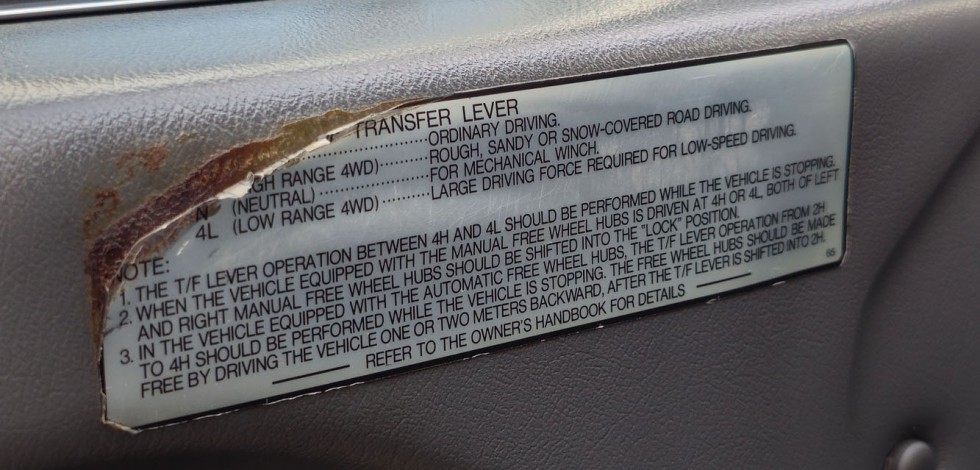 TRANSFER LEVER
·········· ORDINARY DRIVING.
GH RANGE 4WD) ·········· ROUGH, SANDY OR SNOW-COVERED ROAD DRIVING.
N (NEUTRAL) ·········· FOR MECHANICAL WINCH.
4L (LOW RANGE 4WD) ·········· LARGE DRIVING FORCE REQUIRED FOR LOW-SPEED DRIVING.
NOTE:
1. THE T/F LEVER OPERATION BETWEEN 4H AND 4L SHOULD BE PERFORMED WHILE THE VEHICLE IS STOPPING.
2. WHEN THE VEHICLE EQUIPPED WITH THE MANUAL FREE WHEEL HUBS IS DRIVEN AT 4H OR 4L, BOTH OF LEFT
AND RIGHT MANUAL FREE WHEEL HUBS SHOULD BE SHIFTED INTO THE "LOCK" POSITION.
3. IN THE VEHICLE EQUIPPED WITH THE AUTOMATIC FREE WHEEL HUBS, THE T/F LEVER OPERATION FROM 2H
TO 4H SHOULD BE PERFORMED WHILE THE VEHICLE IS STOPPING. THE FREE WHEEL HUBS SHOULD BE MADE
FREE BY DRIVING THE VEHICLE ONE OR TWO METERS BACKWARD, AFTER THE T/F LEVER IS SHIFTED INTO 2H.
REFER TO THE OWNER'S HANDBOOK FOR DETAILS